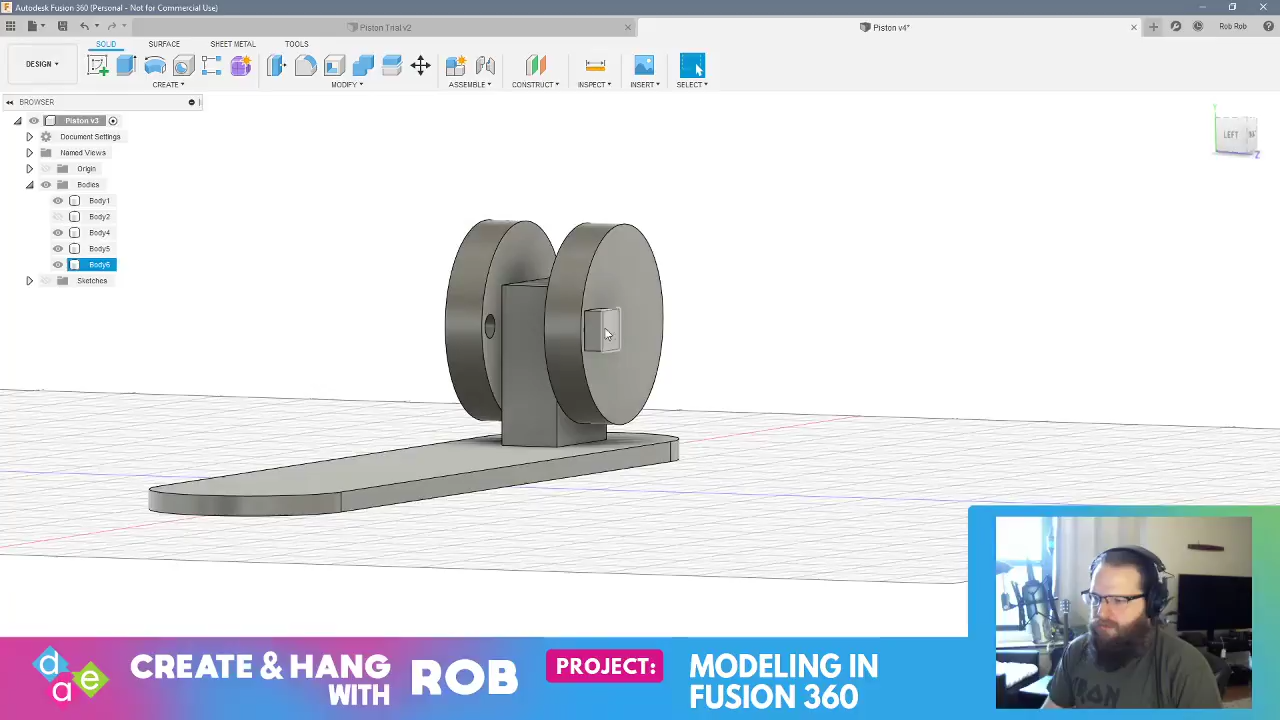 Autodesk Fusion 360 (Personal - Not for Commercial Use)
Piston Trial v2
Piston v4*
Rob Rob
SOLID
SURFACE
SHEET METAL
TOOLS
DESIGN
CREATE
MODIFY
ASSEMBLE
CONSTRUCT
INSPECT
INSERT
SELECT
BROWSER
Piston v3
Document Settings
Named Views
Origin
Bodies
Body1
Body2
Body4
Body5
Body6
Sketches
Y
LEFT
Z
d a e
CREATE & HANG
WITH
ROB
PROJECT:
MODELING IN
FUSION 360